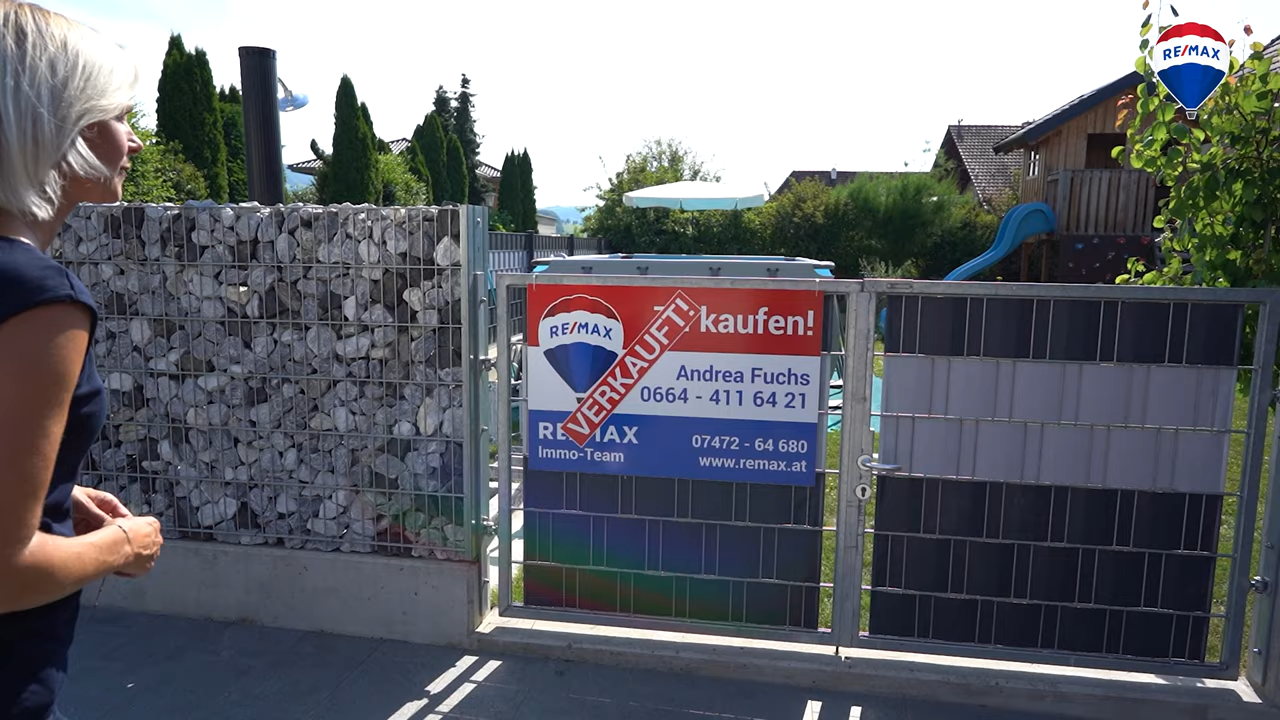 RE/MAX
RE/MAX
kaufen!
VERKAUFT!
Andrea Fuchs
0664 - 411 64 21
RE/MAX
Immo-Team
07472 - 64 680
www.remax.at